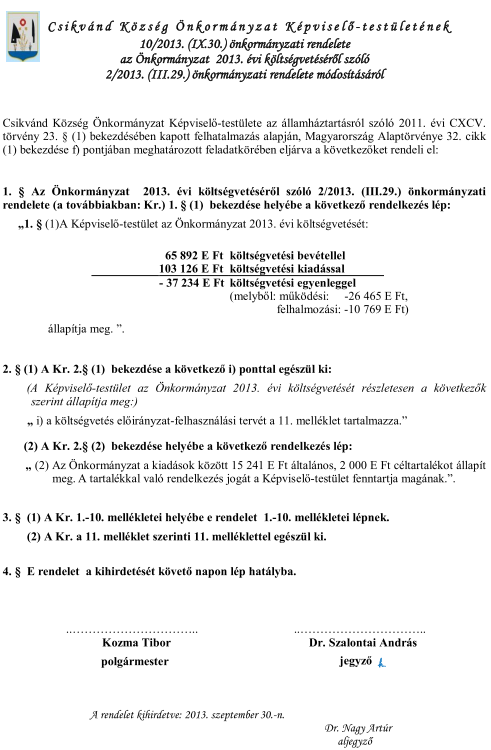 Csikvánd Község Önkormányzat Képviselő-testületének
10/2013. (IX.30.) önkormányzati rendelete
az Önkormányzat 2013. évi költségvetéséről szóló
2/2013. (III.29.) önkormányzati rendelete módosításáról
Csikvánd Község Önkormányzat Képviselő-testülete az államháztartásról szóló 2011. évi CXCV.
törvény 23. § (1) bekezdésében kapott felhatalmazás alapján, Magyarország Alaptörvénye 32. cikk
(1) bekezdése f) pontjában meghatározott feladatkörében eljárva a következőket rendeli el:
1. § Az Önkormányzat 2013. évi költségvetéséről szóló 2/2013. (III.29.) önkormányzati
rendelete (a továbbiakban: Kr.) 1. § (1) bekezdése helyébe a következő rendelkezés lép:
„1. § (1)A Képviselő-testület az Önkormányzat 2013. évi költségvetését:
65 892 E Ft költségvetési bevétellel
103 126 E Ft költségvetési kiadással
- 37 234 E Ft költségvetési egyenleggel
(melyből: működési: -26 465 E Ft,
felhalmozási: -10 769 E Ft)
állapítja meg. ”.
2. § (1) A Kr. 2.§ (1) bekezdése a következő i) ponttal egészül ki:
(A Képviselő-testület az Önkormányzat 2013. évi költségvetését részletesen a következők
szerint állapítja meg:)
„ i) a költségvetés előirányzat-felhasználási tervét a 11. melléklet tartalmazza.”
(2) A Kr. 2.§ (2) bekezdése helyébe a következő rendelkezés lép:
„ (2) Az Önkormányzat a kiadások között 15 241 E Ft általános, 2 000 E Ft céltartalékot állapít
meg. A tartalékkal való rendelkezés jogát a Képviselő-testület fenntartja magának.”.
3. § (1) A Kr. 1.-10. mellékletei helyébe e rendelet 1.-10. mellékletei lépnek.
(2) A Kr. a 11. melléklet szerinti 11. melléklettel egészül ki.
4. § E rendelet a kihirdetését követő napon lép hatályba.
..………………………….. ..…………………………..
Kozma Tibor Dr. Szalontai András
polgármester jegyző
A rendelet kihirdetve: 2013. szeptember 30.-n.
Dr. Nagy Artúr
aljegyző